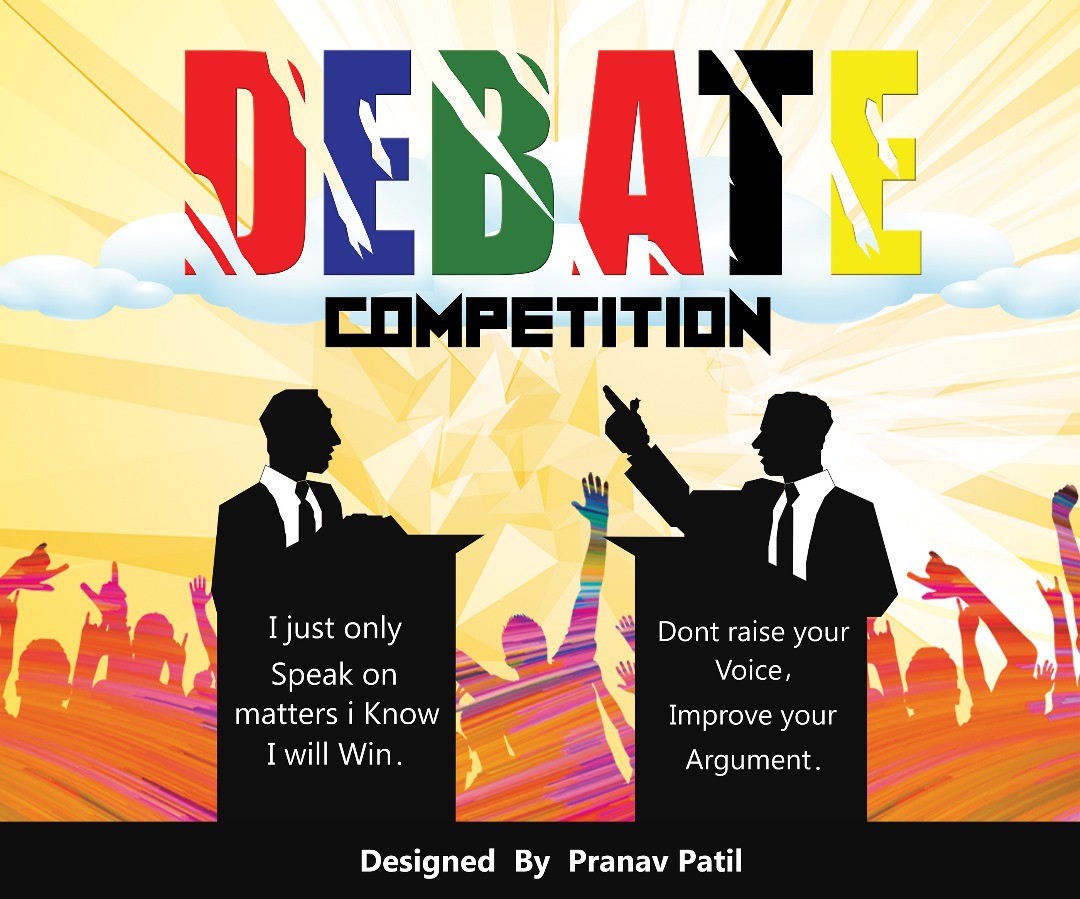 DEBATE
COMPETITION
I just only
Speak on
matters i Know
I will Win.
Dont raise your
Voice,
Improve your
Argument.
Designed By Pranav Patil